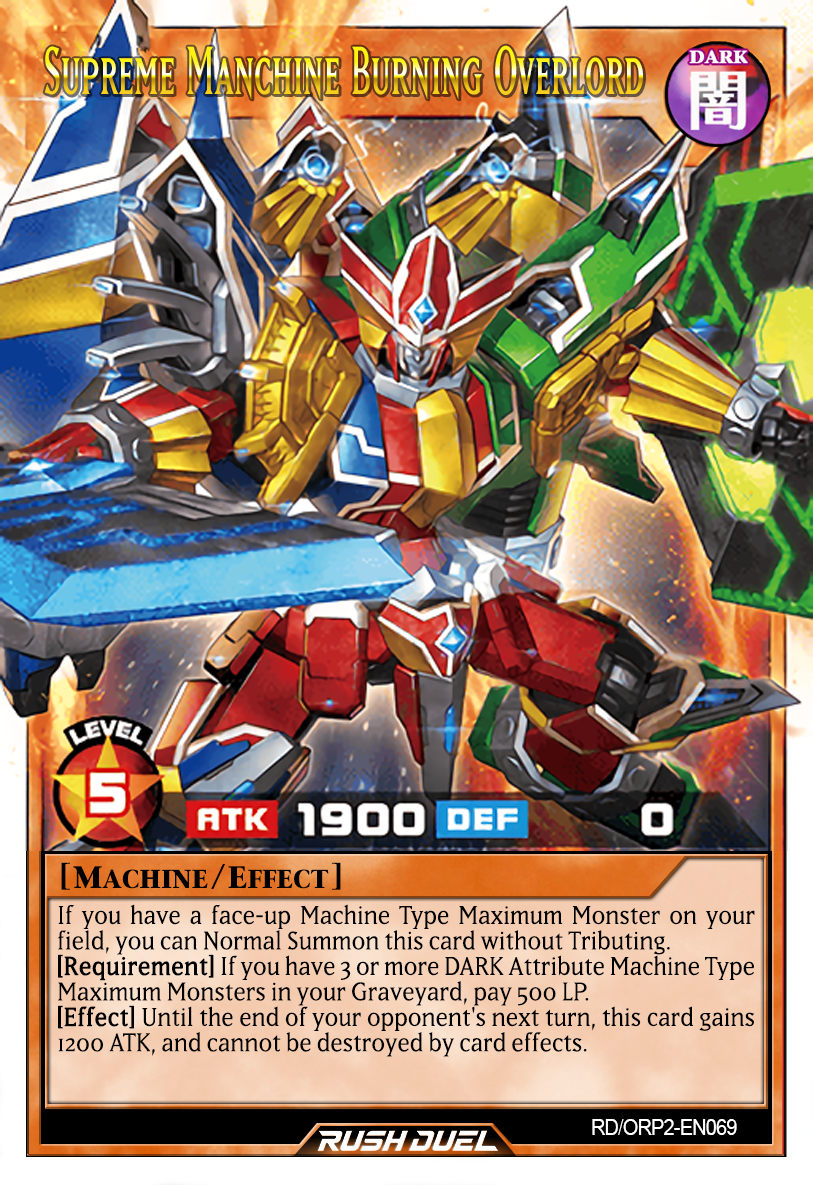 Supreme Manchine Burning Overlord
DARK
闇
LEVEL
5
ATK 1900 DEF 0
[Machine/Effect]
If you have a face-up Machine Type Maximum Monster on your
field, you can Normal Summon this card without Tributing.
[Requirement] If you have 3 or more DARK Attribute Machine Type
Maximum Monsters in your Graveyard, pay 500 LP.
[Effect] Until the end of your opponent's next turn, this card gains
1200 ATK, and cannot be destroyed by card effects.
RD/ORP2-EN069
RUSH DUEL